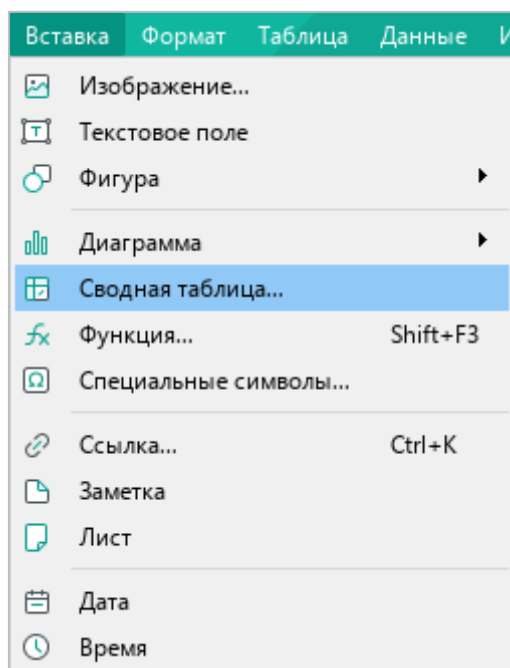 Вставка Формат Таблица Данные И
Изображение...
Текстовое поле
Фигура
Диаграмма
Сводная таблица...
Функция... Shift+F3
Специальные символы...
Ссылка... Ctrl+K
Заметка
Лист
Дата
Время